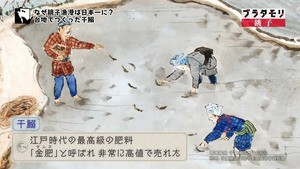 なぜ銚子漁港は日本一に?
台地でつくった干鰯
ブラタモリ
銚子
干鰯
江戸時代の最高級の肥料
「金肥」と呼ばれ 非常に高値で売れた